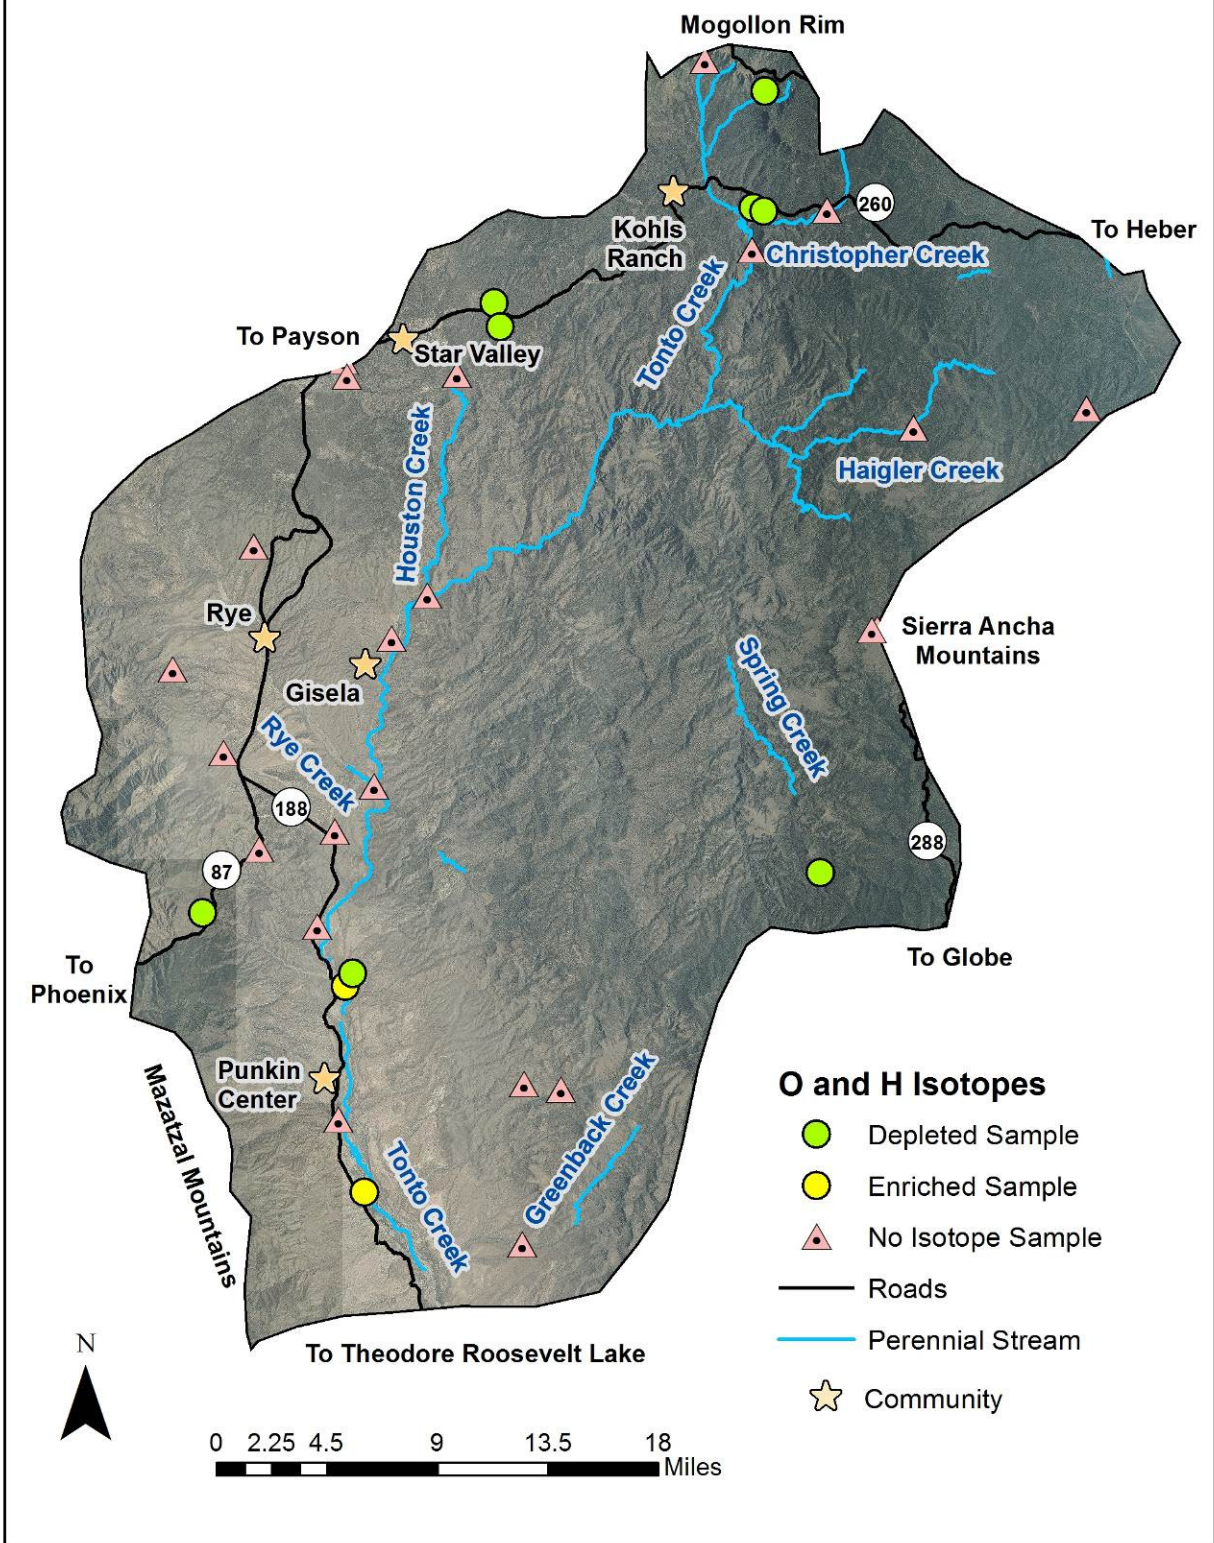 Mogollon Rim
260
To Heber
Kohls
Ranch
Christopher Creek
Tonto Creek
To Payson
Star Valley
Houston Creek
Haigler Creek
Rye
Sierra Ancha
Mountains
Gisela
Spring Creek
Rye Creek
188
288
87
To
Phoenix
To Globe
Punkin
Center
Mazatzal Mountains
Greenback Creek
Tonto Creek
O and H Isotopes
Depleted Sample
Enriched Sample
No Isotope Sample
Roads
Perennial Stream
Community
To Theodore Roosevelt Lake
N
0 2.25 4.5 9 13.5 18
Miles